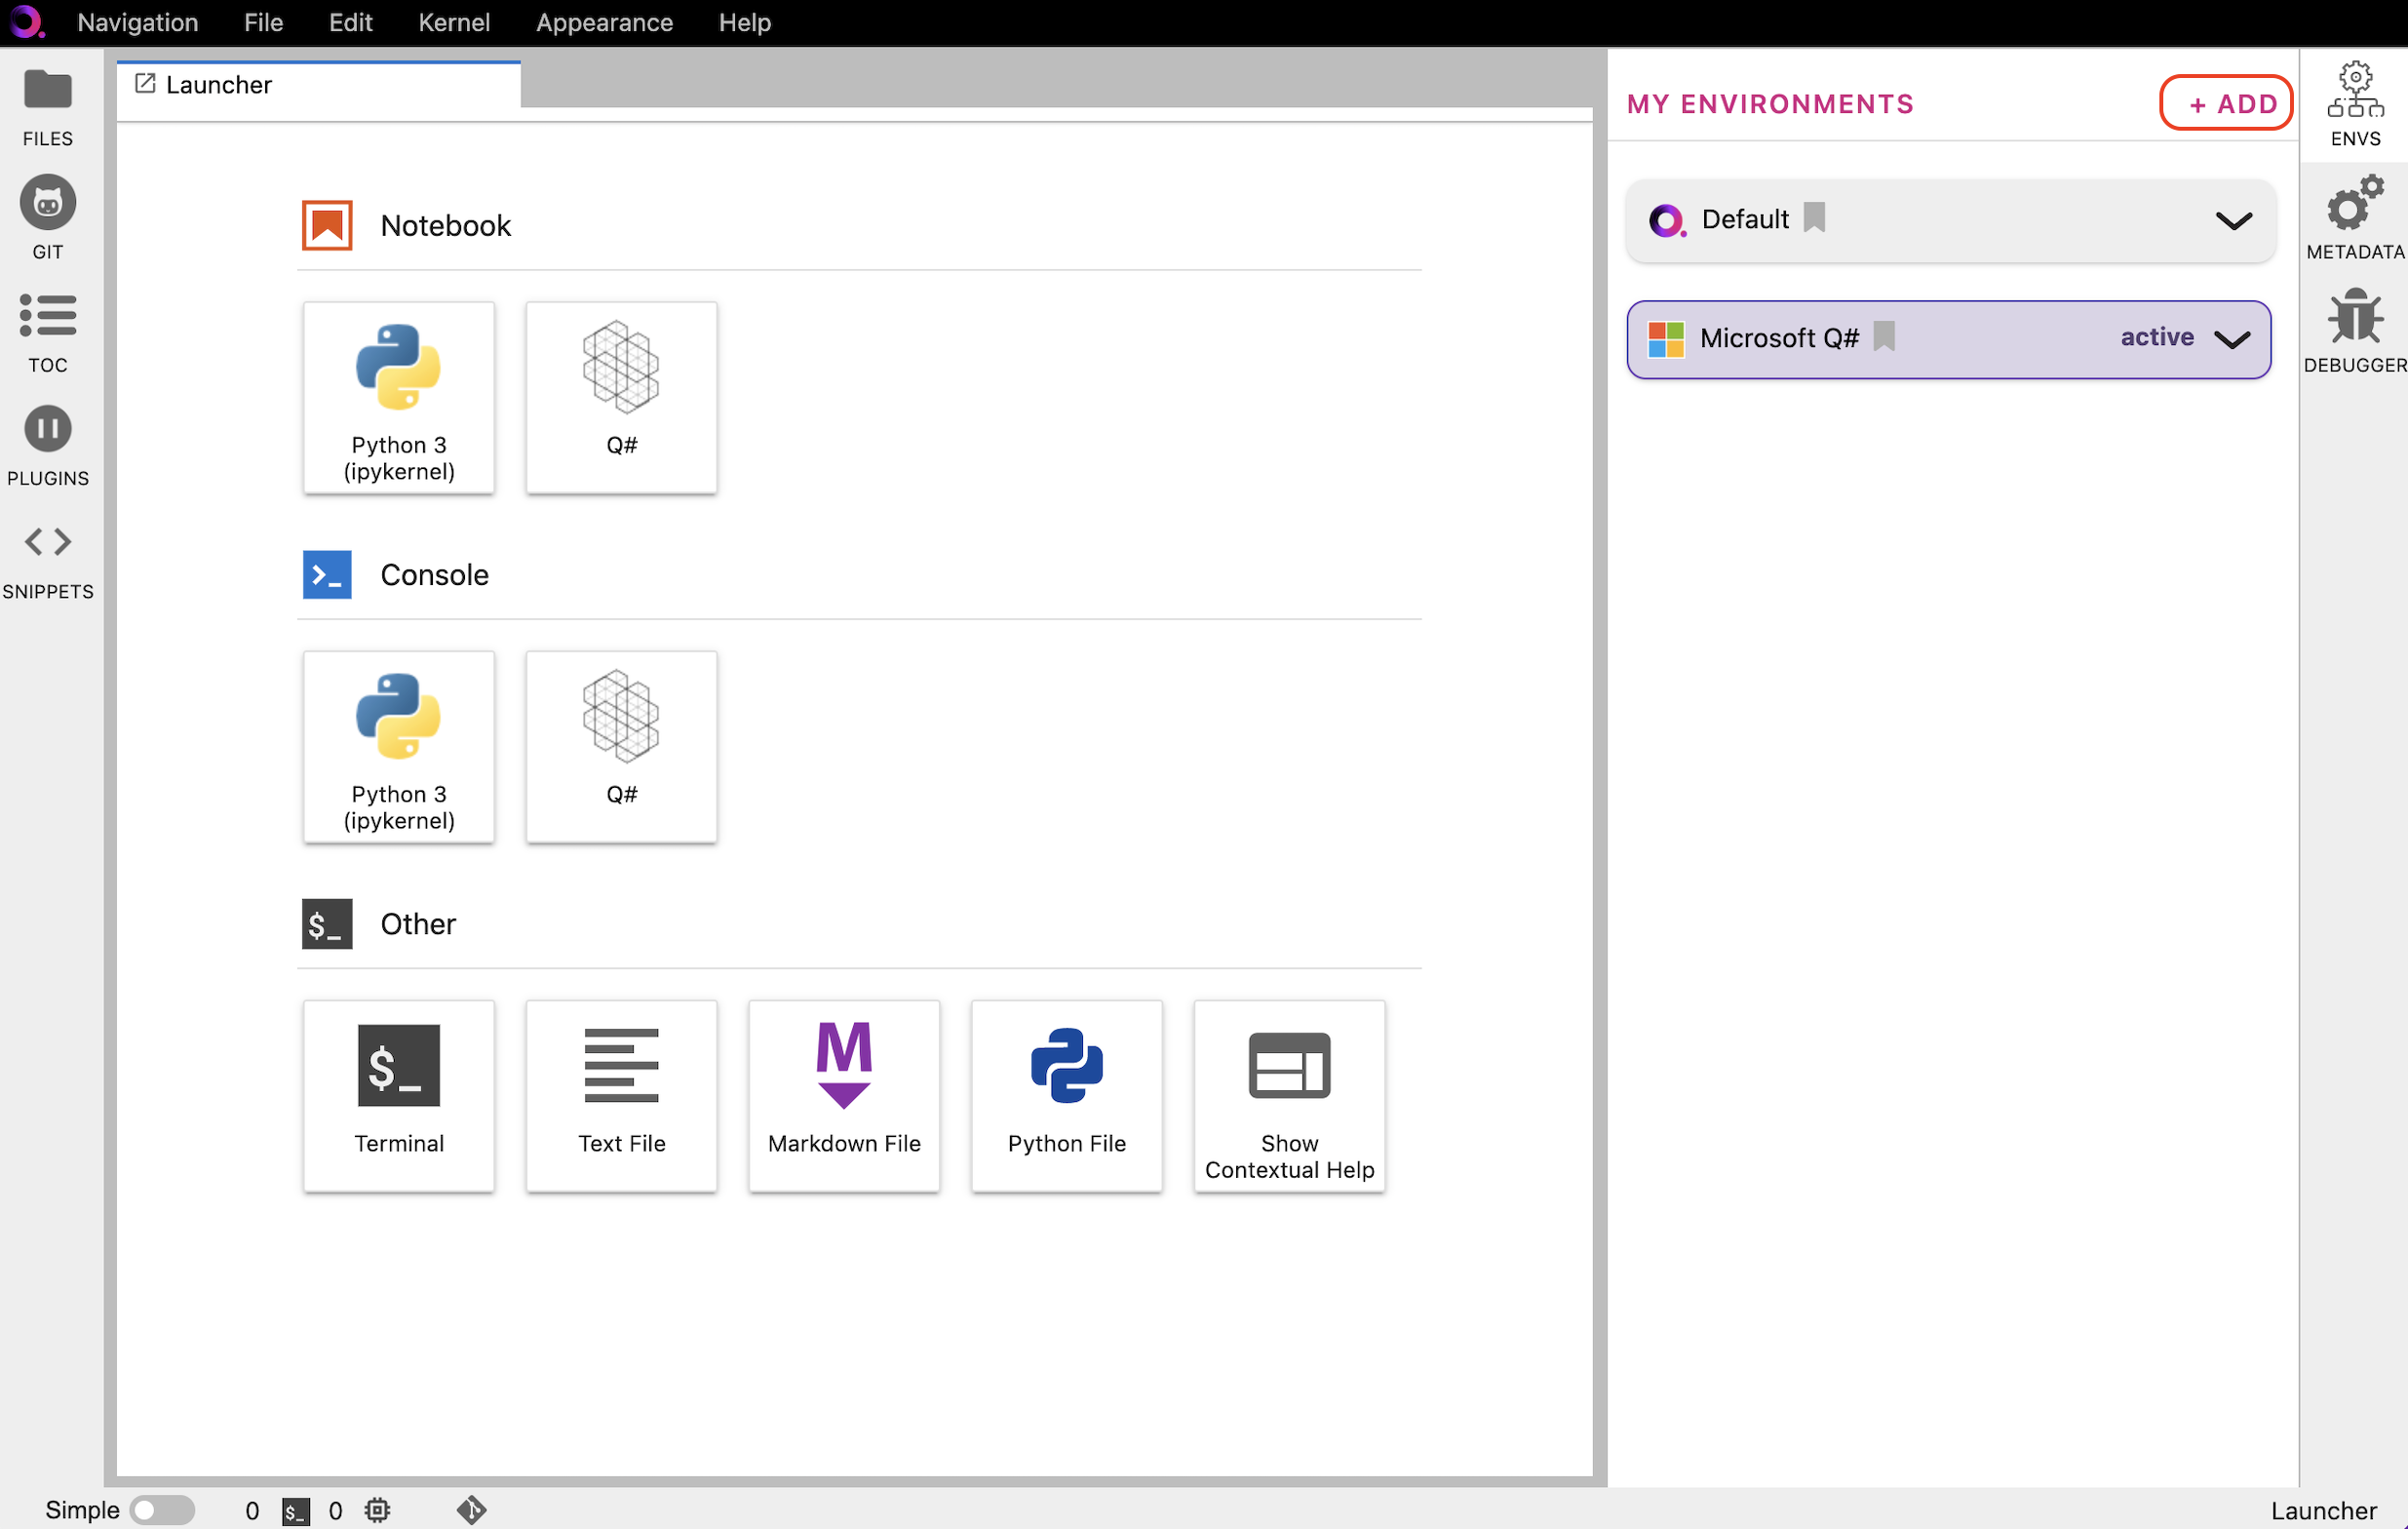 Navigation File Edit Kernel Appearance Help
FILES
GIT
TOC
PLUGINS
SNIPPETS
Launcher
Notebook
Python 3
(ipykernel)
Q#
Console
Python 3
(ipykernel)
Q#
$_ Other
$_
Terminal
Text File
M
Markdown File
Python File
Show
Contextual Help
MY ENVIRONMENTS + ADD
Default
Microsoft Q# active
ENVS
METADATA
DEBUGGER
Simple 0 $_ 0 Launcher